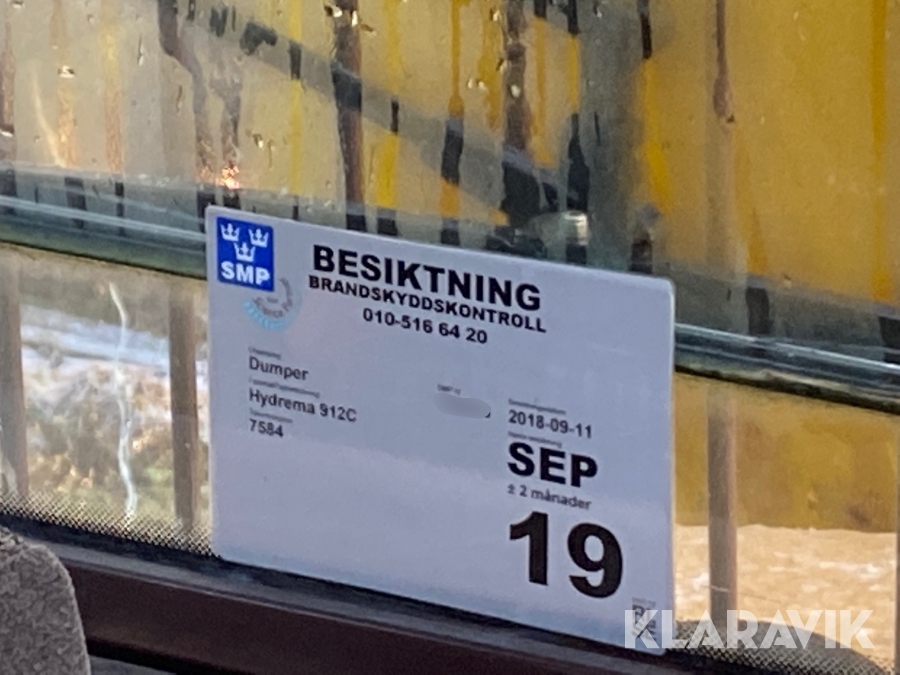 SMP
BESIKTNING
BRANDSKYDDSKONTROLL
010-516 64 20
Dumper
Hydrema 912C
7584
2018-09-11
SEP
± 2 månader
19
KLARAVIK